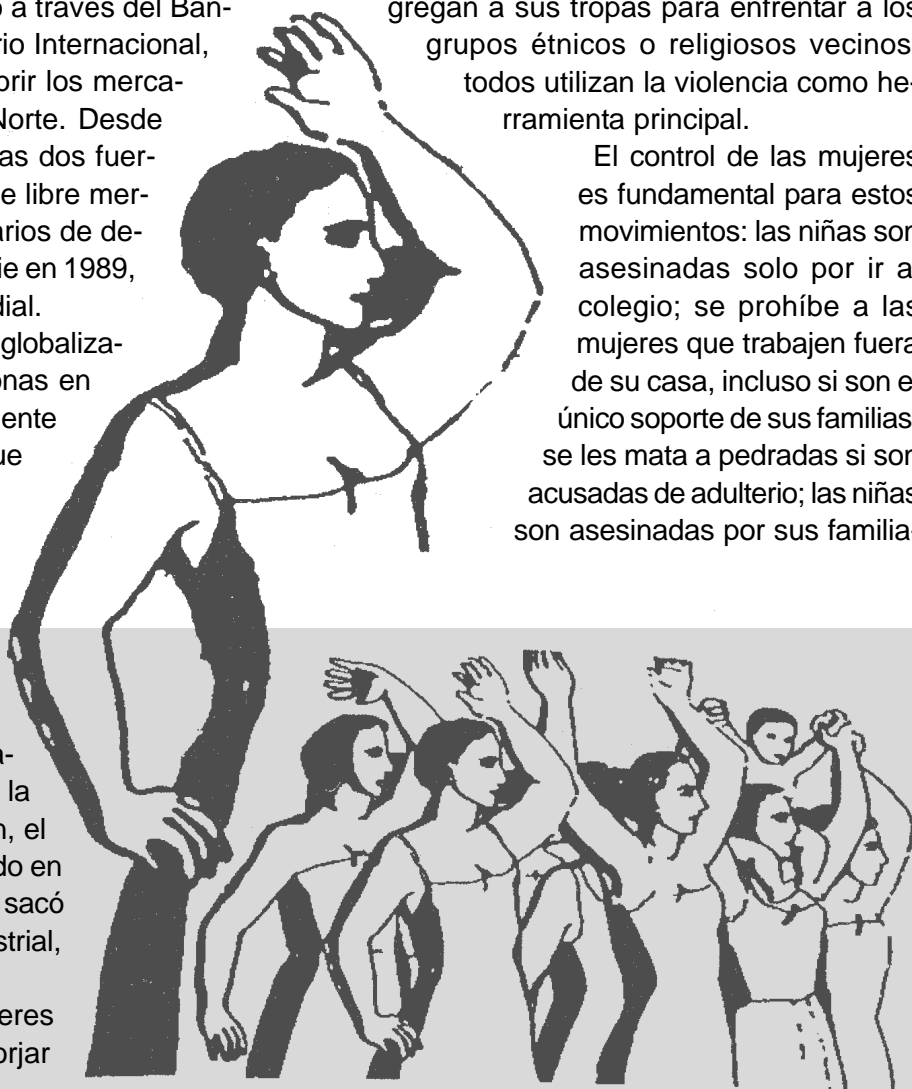 o a través del Ban-
rio Internacional,
brir los merca-
Norte. Desde
as dos fuer-
e libre mer-
arios de de-
ie en 1989,
dial.
globaliza-
onas en
ente
ue
gregan a sus tropas para enfrentar a los
grupos étnicos o religiosos vecinos
todos utilizan la violencia como he-
rramienta principal.
El control de las mujeres
es fundamental para estos
movimientos: las niñas son
asesinadas solo por ir a
colegio; se prohíbe a las
mujeres que trabajen fuera
de su casa, incluso si son e
único soporte de sus familias
se les mata a pedradas si son
acusadas de adulterio; las niñas
son asesinadas por sus familia-
a-
la
n, el
do en
sacó
strial,
eres
orjar